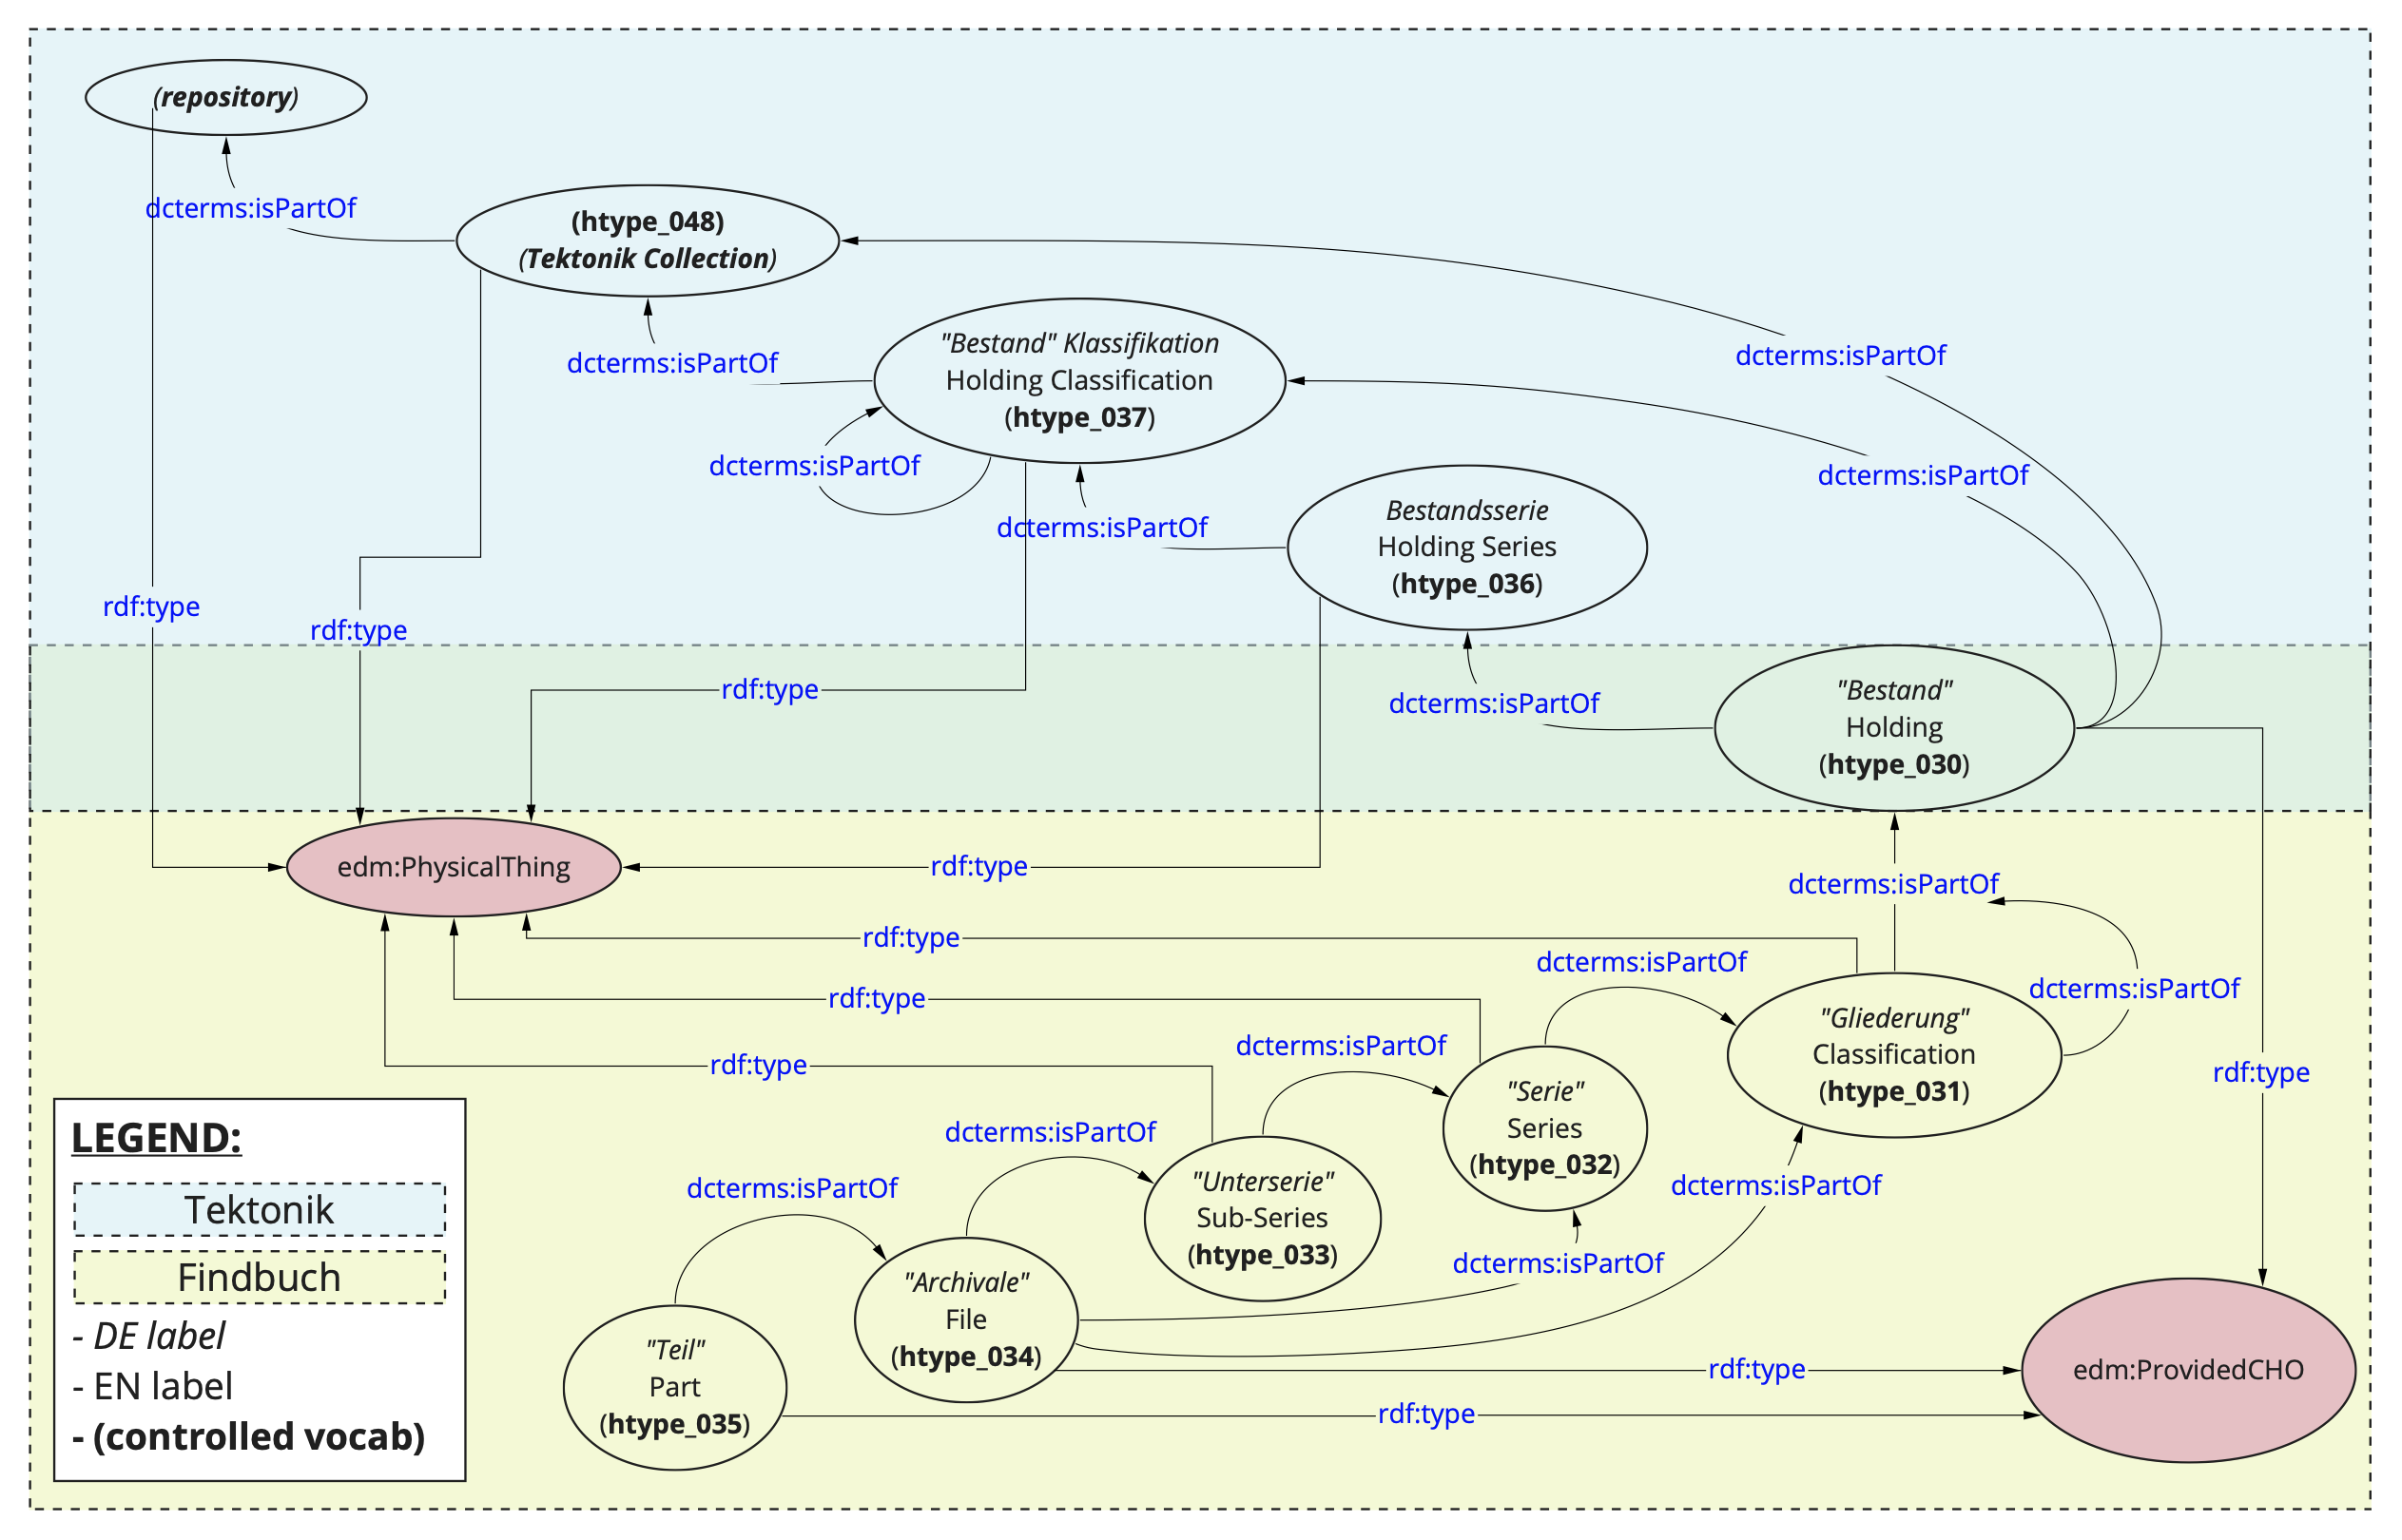 (repository)
dcterms:isPartOf
(htype_048)
(Tektonik Collection)
dcterms:isPartOf
"Bestand" Klassifikation
Holding Classification
(htype_037)
dcterms:isPartOf
dcterms:isPartOf
dcterms:isPartOf
dcterms:isPartOf
dcterms:isPartOf
Bestandsserie
Holding Series
(htype_036)
rdf:type
rdf:type
rdf:type
dcterms:isPartOf
"Bestand"
Holding
(htype_030)
edm:PhysicalThing
rdf:type
dcterms:isPartOf
rdf:type
dcterms:isPartOf
dcterms:isPartOf
rdf:type
dcterms:isPartOf
rdf:type
"Gliederung"
Classification
(htype_031)
rdf:type
"Serie"
Series
(htype_032)
dcterms:isPartOf
dcterms:isPartOf
dcterms:isPartOf
"Unterserie"
Sub-Series
(htype_033)
dcterms:isPartOf
"Archivale"
File
(htype_034)
"Teil"
Part
(htype_035)
rdf:type
rdf:type
edm:ProvidedCHO
LEGEND:
Tektonik
Findbuch
- DE label
- EN label
- (controlled vocab)